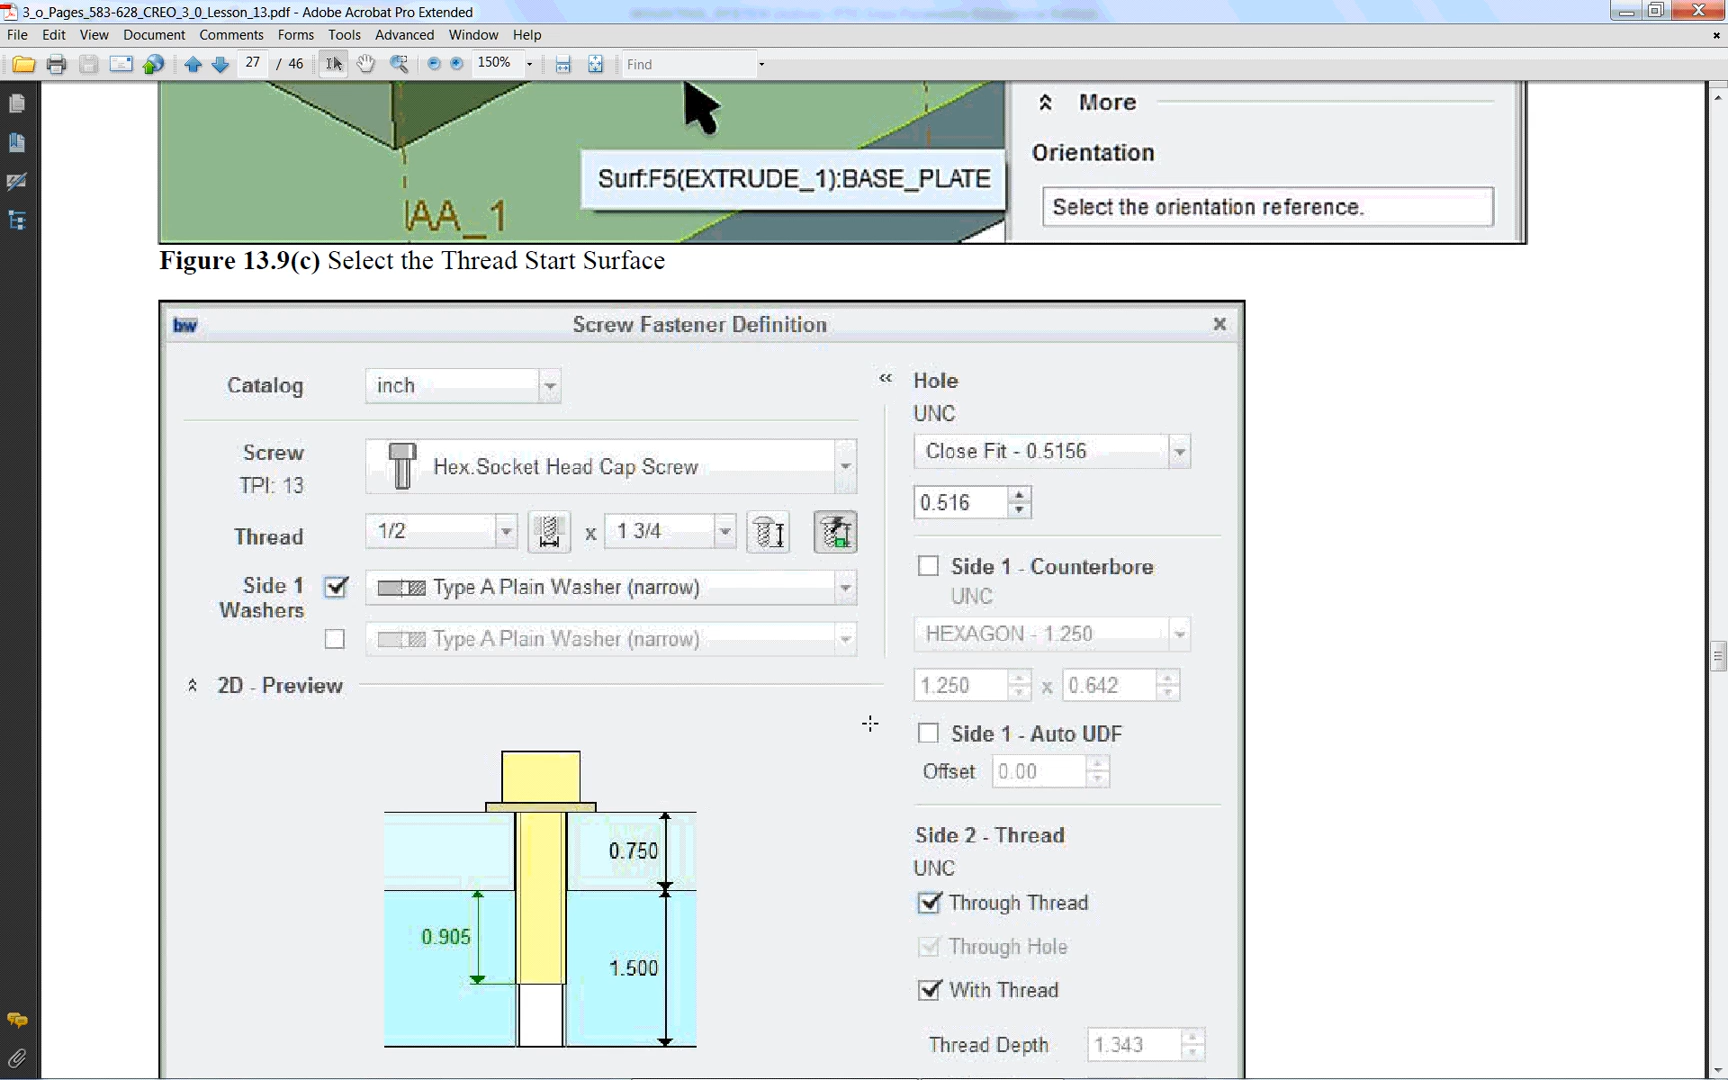 3_o_Pages_583-628_CREO_3_0_Lesson_13.pdf - Adobe Acrobat Pro Extended
File Edit View Document Comments Forms Tools Advanced Window Help
27 / 46 150% Find
More
Orientation
Surf:F5(EXTRUDE_1):BASE_PLATE
Select the orientation reference.
AA_1
Figure 13.9(c) Select the Thread Start Surface
bw Screw Fastener Definition
Catalog inch
Screw
TPI: 13
Hex.Socket Head Cap Screw
Thread 1/2 x 1 3/4
Side 1
Washers
Type A Plain Washer (narrow)
Type A Plain Washer (narrow)
2D - Preview
0.750
0.905
1.500
Hole
UNC
Close Fit - 0.5156
0.516
Side 1 - Counterbore
UNC
HEXAGON - 1.250
1.250 x 0.642
Side 1 - Auto UDF
Offset 0.00
Side 2 - Thread
UNC
Through Thread
Through Hole
With Thread
Thread Depth 1.343